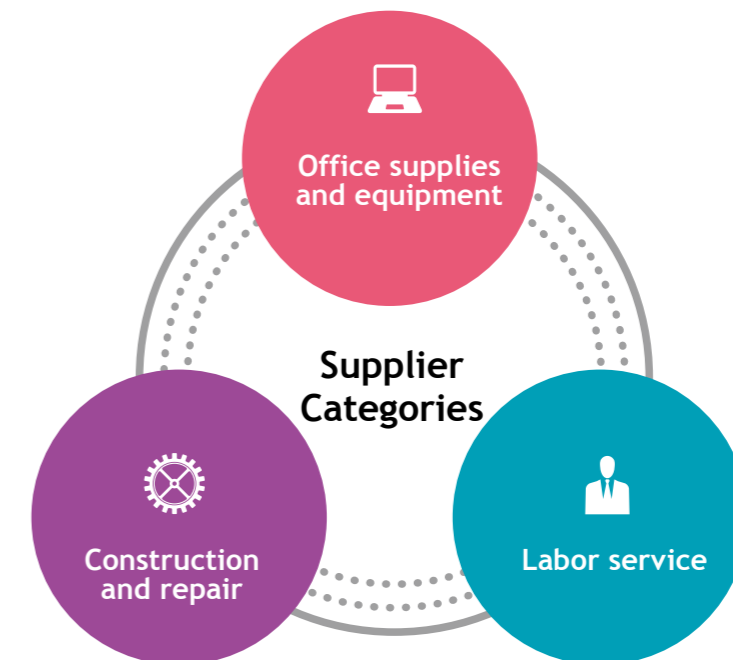 Office supplies
and equipment
Supplier
Categories
Construction
and repair
Labor service